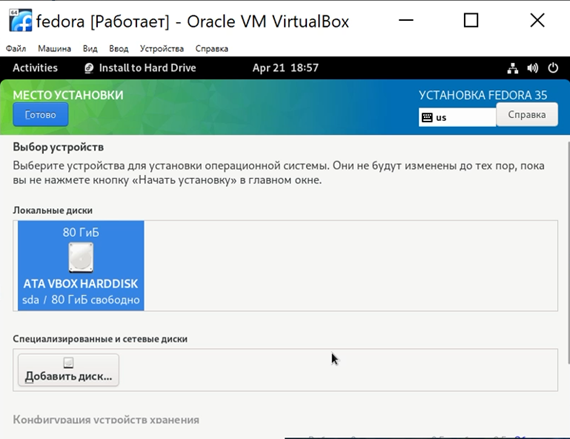 64
fedora [Работает] - Oracle VM VirtualBox
Файл Машина Вид Ввод Устройства Справка
Activities Install to Hard Drive Apr 21 18:57
МЕСТО УСТАНОВКИ УСТАНОВКА FEDORA 35
Готово us Справка
Выбор устройств
Выберите устройства для установки операционной системы. Они не будут изменены до тех пор, пока
вы не нажмете кнопку «Начать установку» в главном окне.
Локальные диски
80 ГиБ
ATA VBOX HARDDISK
sda / 80 ГиБ свободно
Специализированные и сетевые диски
Добавить диск...
Конфигурация устройств хранения